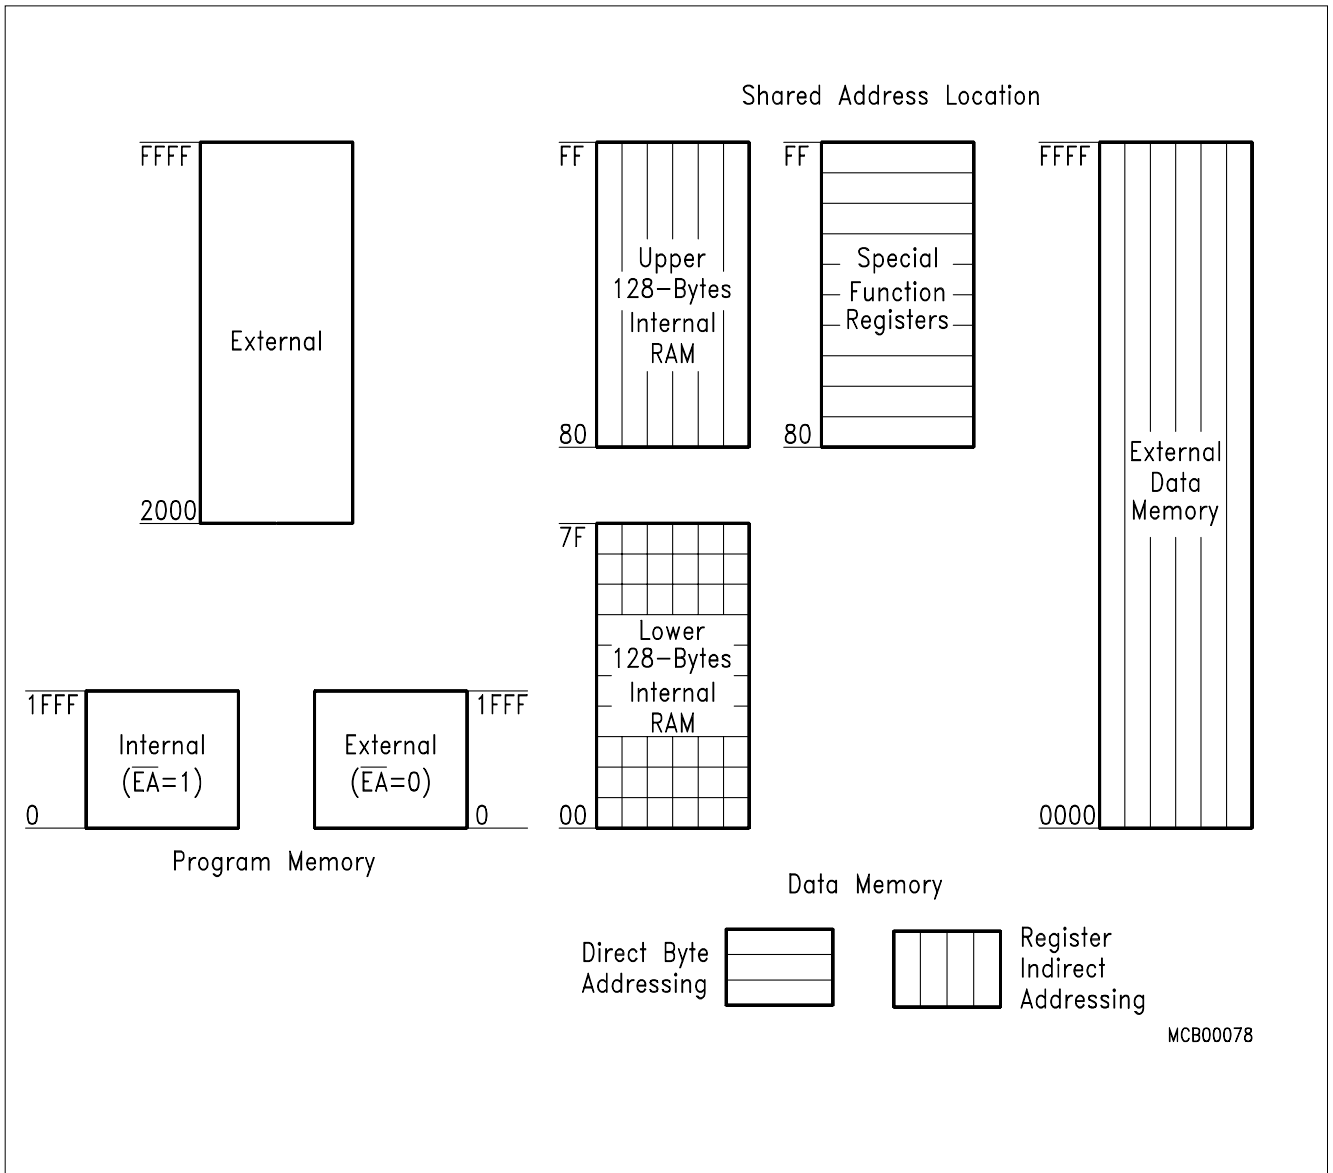 Shared Address Location
FFFF
FF
FF
FFFF
Upper
128-Bytes
Internal
RAM
Special
Function
Registers
External
80
80
External
Data
Memory
2000
7F
Lower
128-Bytes
Internal
RAM
1FFF
1FFF
Internal
(E̅A̅=1)
External
(E̅A̅=0)
0
0
00
0000
Program Memory
Data Memory
Direct Byte
Addressing
Register
Indirect
Addressing
MCB00078